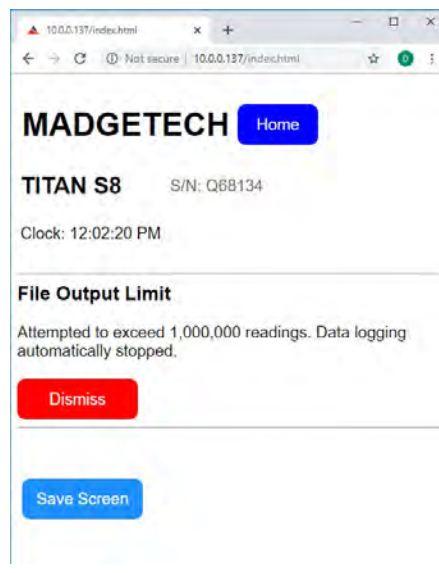 10.0.0.137/index.html
Not secure | 10.0.0.137/index.html
D
MADGETECH Home
TITAN S8 S/N: Q68134
Clock: 12:02:20 PM
File Output Limit
Attempted to exceed 1,000,000 readings. Data logging
automatically stopped.
Dismiss
Save Screen